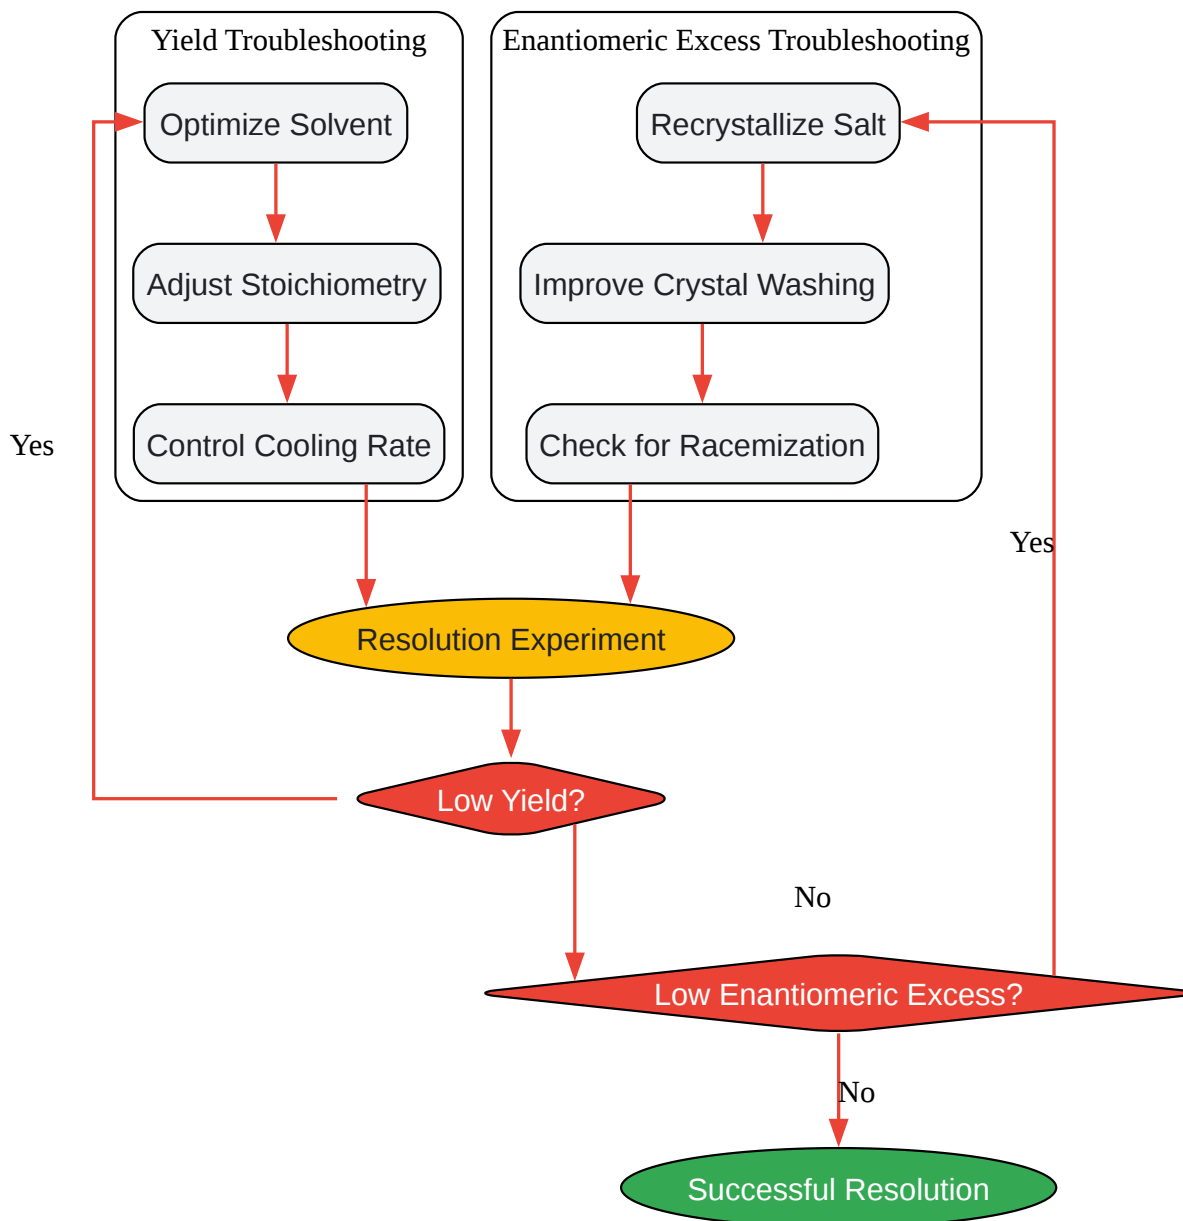 Yield Troubleshooting
Enantiomeric Excess Troubleshooting
Optimize Solvent
Recrystallize Salt
Adjust Stoichiometry
Improve Crystal Washing
Control Cooling Rate
Check for Racemization
Yes
Yes
Resolution Experiment
Low Yield?
No
Low Enantiomeric Excess?
No
Successful Resolution